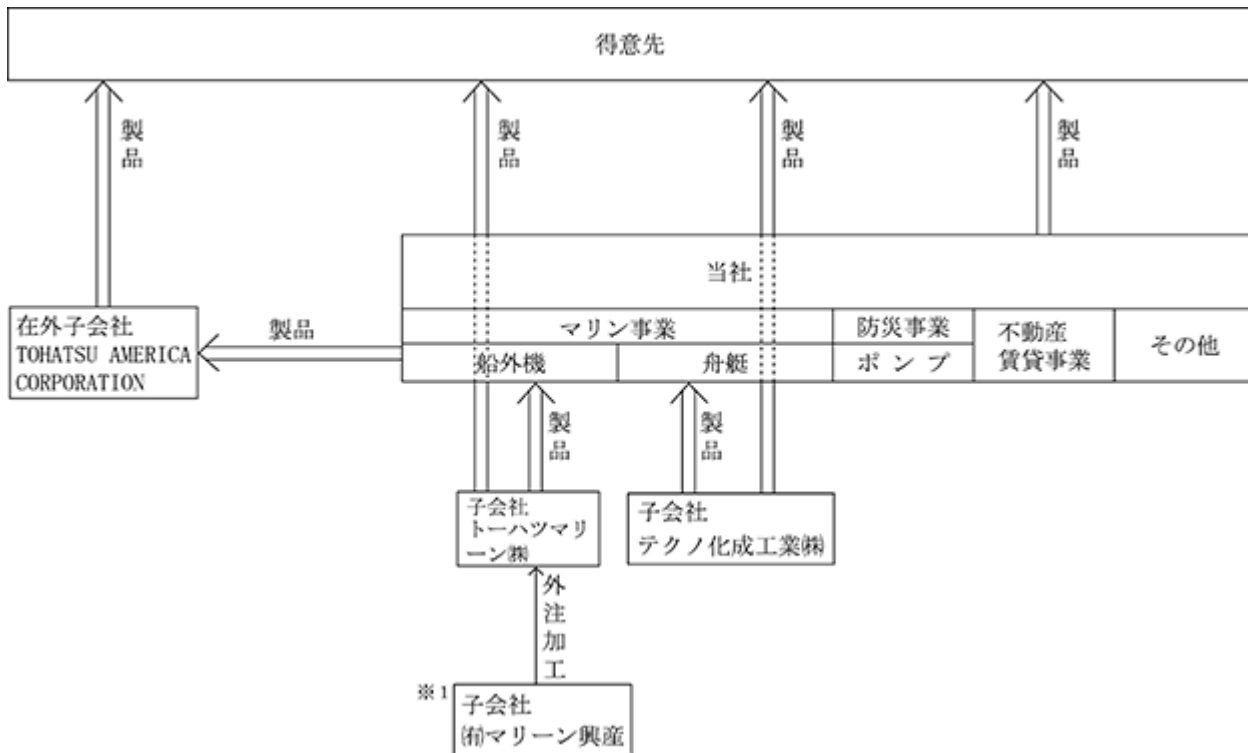 得意先
製品
製品
製品
製品
当社
在外子会社
TOHATSU AMERICA
CORPORATION
製品
マリン事業
防災事業
不動産
賃貸事業
その他
船外機
舟艇
ポンプ
製品
製品
子会社
トーハツマリ
ーン㈱
子会社
テクノ化成工業㈱
外注加工
※1
子会社
㈲マリーン興産